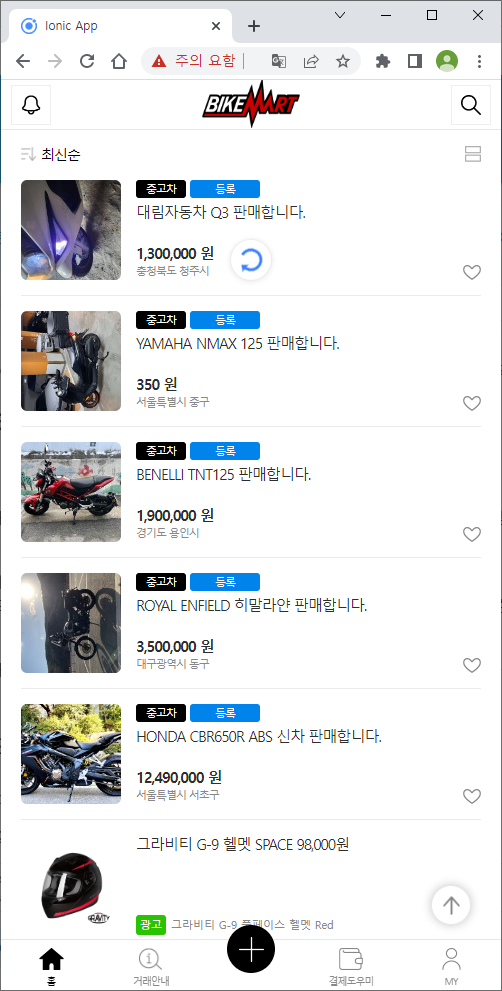 Ionic App
주의 요함
BIKEMART
최신순
중고차 등록
대림자동차 Q3 판매합니다.
1,300,000 원
충청북도 청주시
중고차 등록
YAMAHA NMAX 125 판매합니다.
350 원
서울특별시 중구
중고차 등록
BENELLI TNT125 판매합니다.
1,900,000 원
경기도 용인시
중고차 등록
ROYAL ENFIELD 히말라얀 판매합니다.
3,500,000 원
대구광역시 동구
중고차 등록
HONDA CBR650R ABS 신차 판매합니다.
12,490,000 원
서울특별시 서초구
그라비티 G-9 헬멧 SPACE 98,000원
GRAVITY
광고 그라비티 G-9 풀페이스 헬멧 Red
홈 거래안내 결제도우미 MY